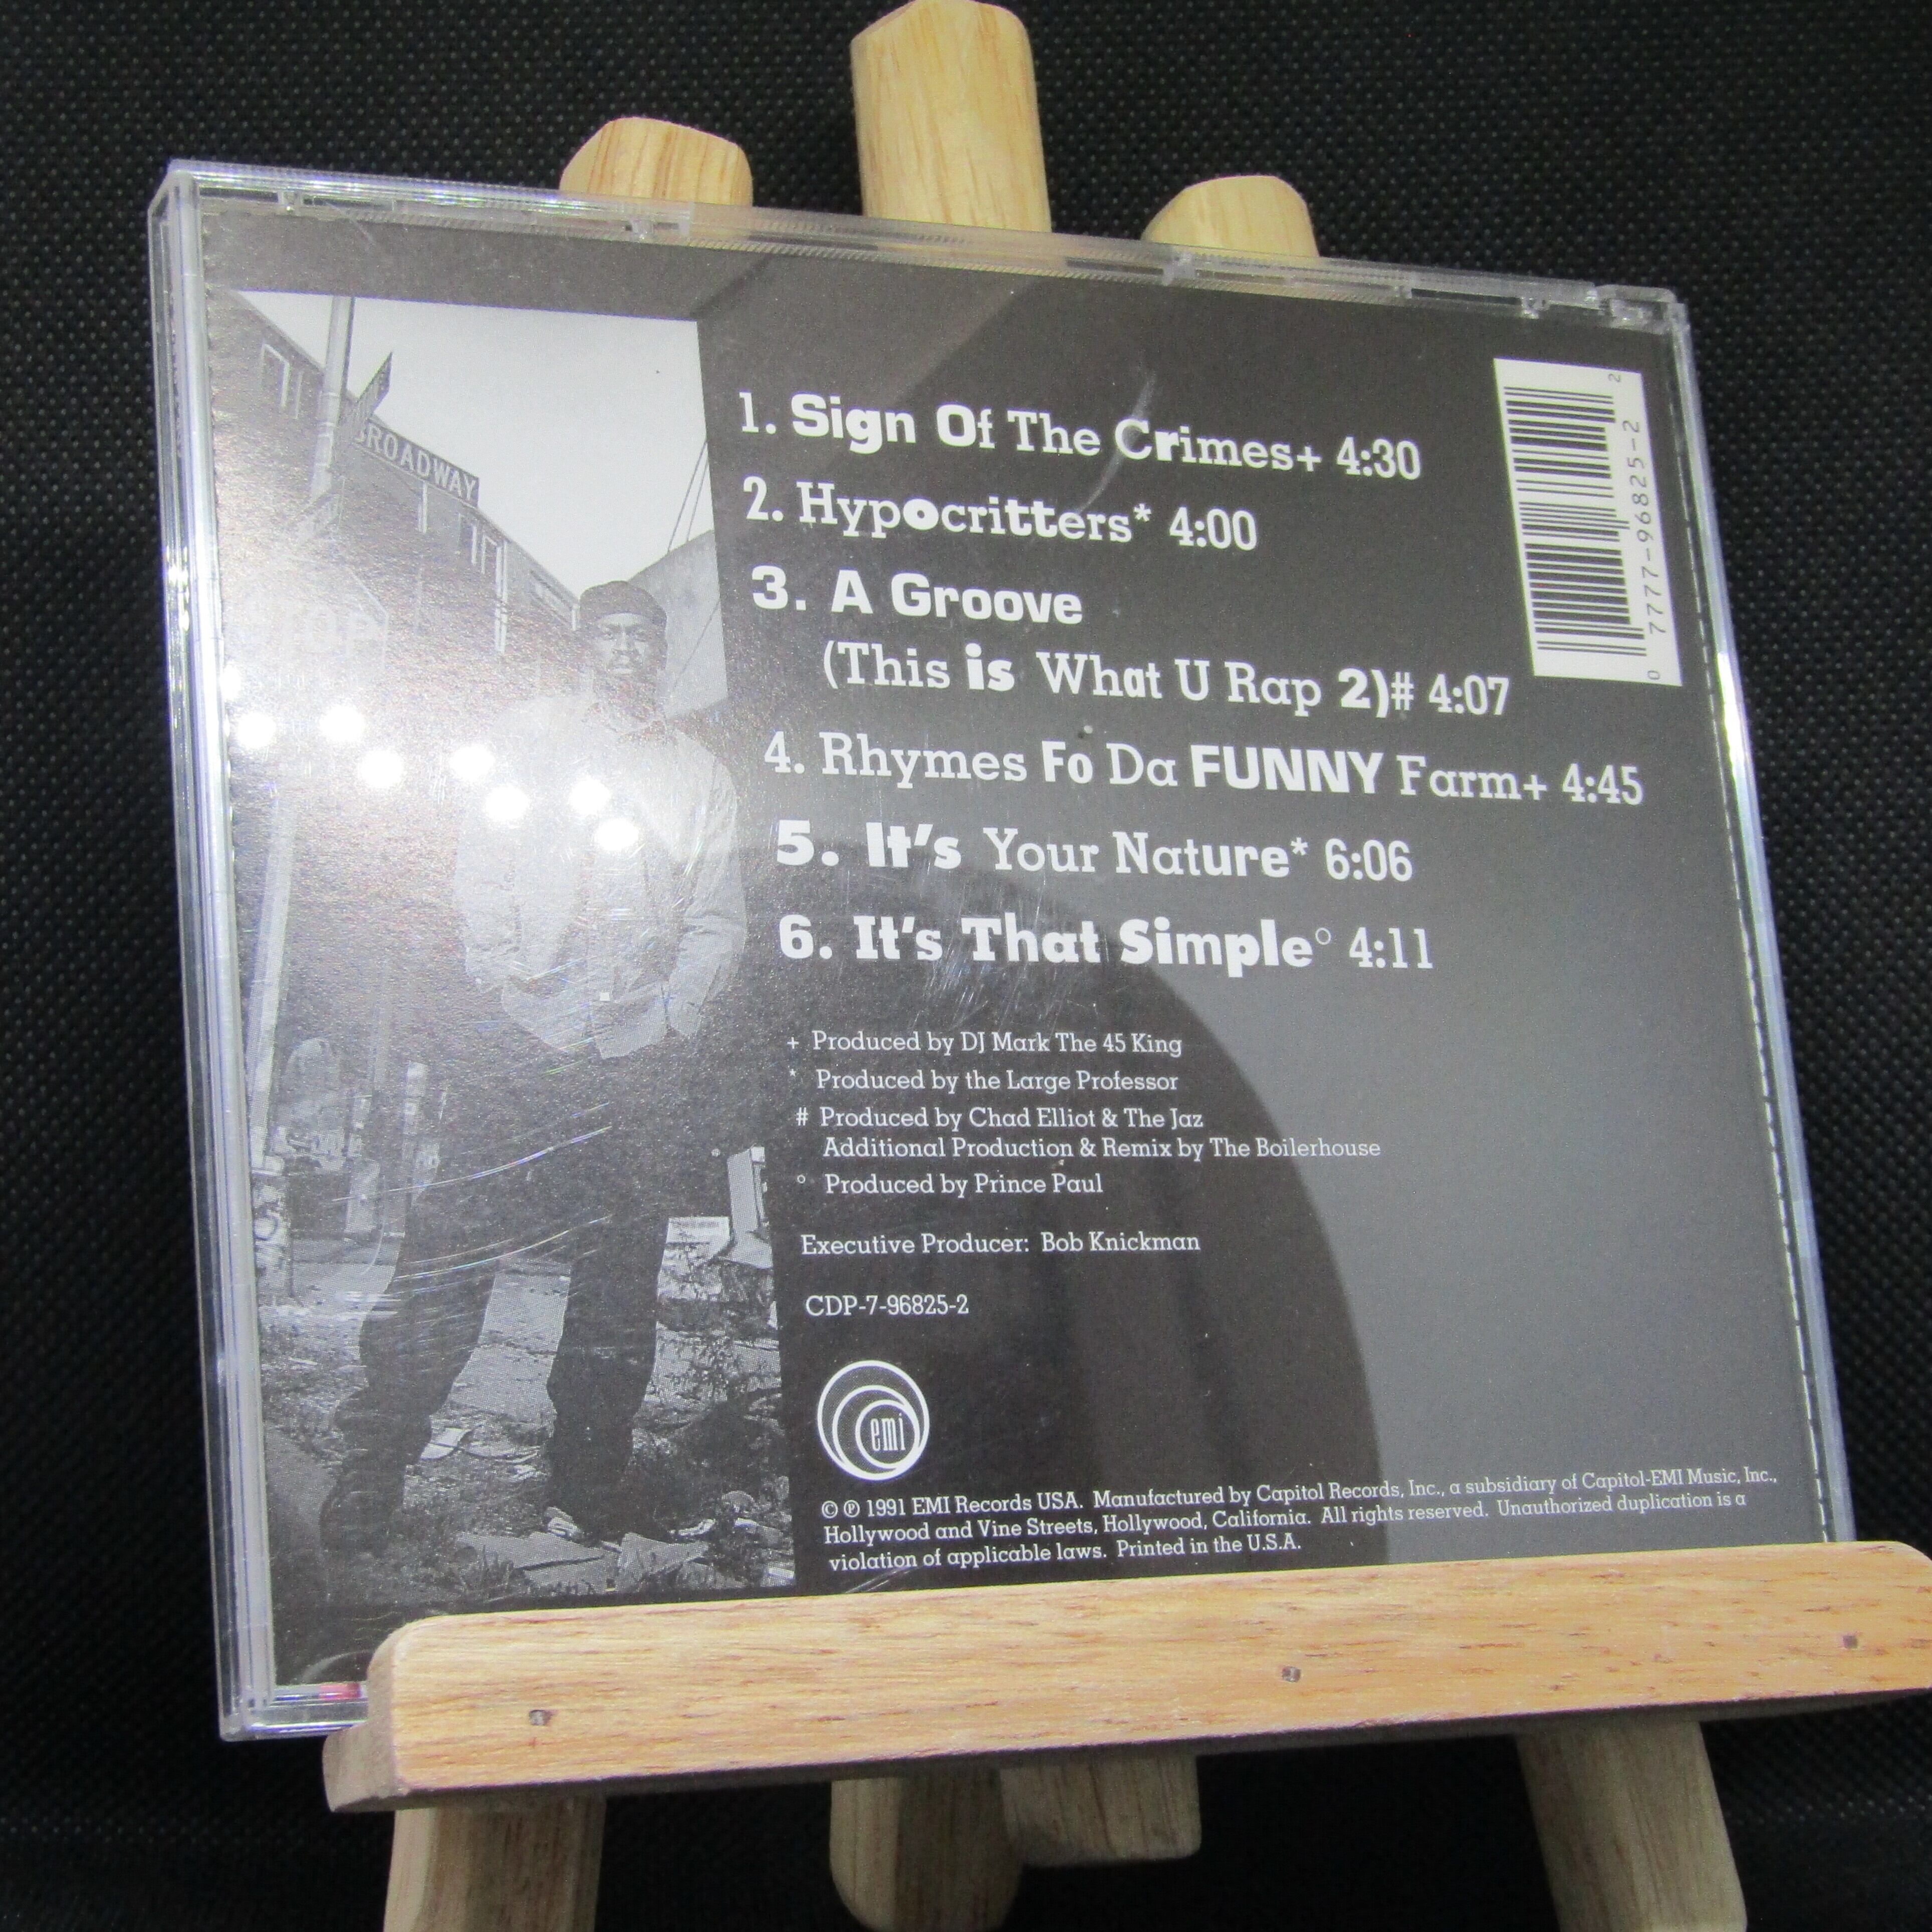 BROADWAY
1. Sign Of The Crimes+ 4:30
2. Hypocritters* 4:00
3. A Groove
(This is What U Rap 2)# 4:07
4. Rhymes Fo Da FUNNY Farm+ 4:45
5. It's Your Nature* 6:06
6. It's That Simple° 4:11
0 7777-96825-2 2
+ Produced by DJ Mark The 45 King
* Produced by the Large Professor
# Produced by Chad Elliot & The Jaz
Additional Production & Remix by The Boilerhouse
° Produced by Prince Paul
Executive Producer: Bob Knickman
CDP-7-96825-2
emi
© ℗ 1991 EMI Records USA. Manufactured by Capitol Records, Inc., a subsidiary of Capitol-EMI Music, Inc.,
Hollywood and Vine Streets, Hollywood, California. All rights reserved. Unauthorized duplication is a
violation of applicable laws. Printed in the U.S.A.